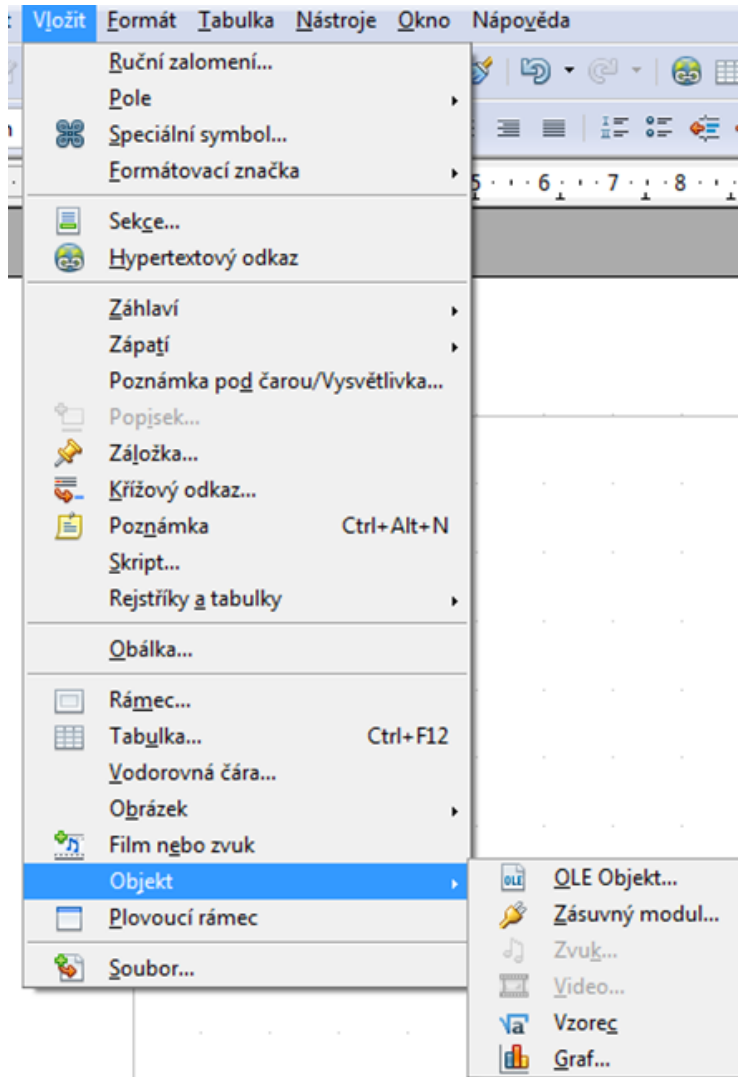 Vložit Formát Tabulka Nástroje Okno Nápověda
Ruční zalomení...
Pole
Speciální symbol...
Formátovací značka
5 6 7 8
Sekce...
Hypertextový odkaz
Záhlaví
Zápatí
Poznámka pod čarou/Vysvětlivka...
Popisek...
Záložka...
Křížový odkaz...
Poznámka Ctrl+Alt+N
Skript...
Rejstříky a tabulky
Obálka...
Rámec...
Tabulka... Ctrl+F12
Vodorovná čára...
Obrázek
Film nebo zvuk
Objekt
Plovoucí rámec
Soubor...
OLE OLE Objekt...
Zásuvný modul...
Zvuk...
Video...
√a Vzorec
Graf...